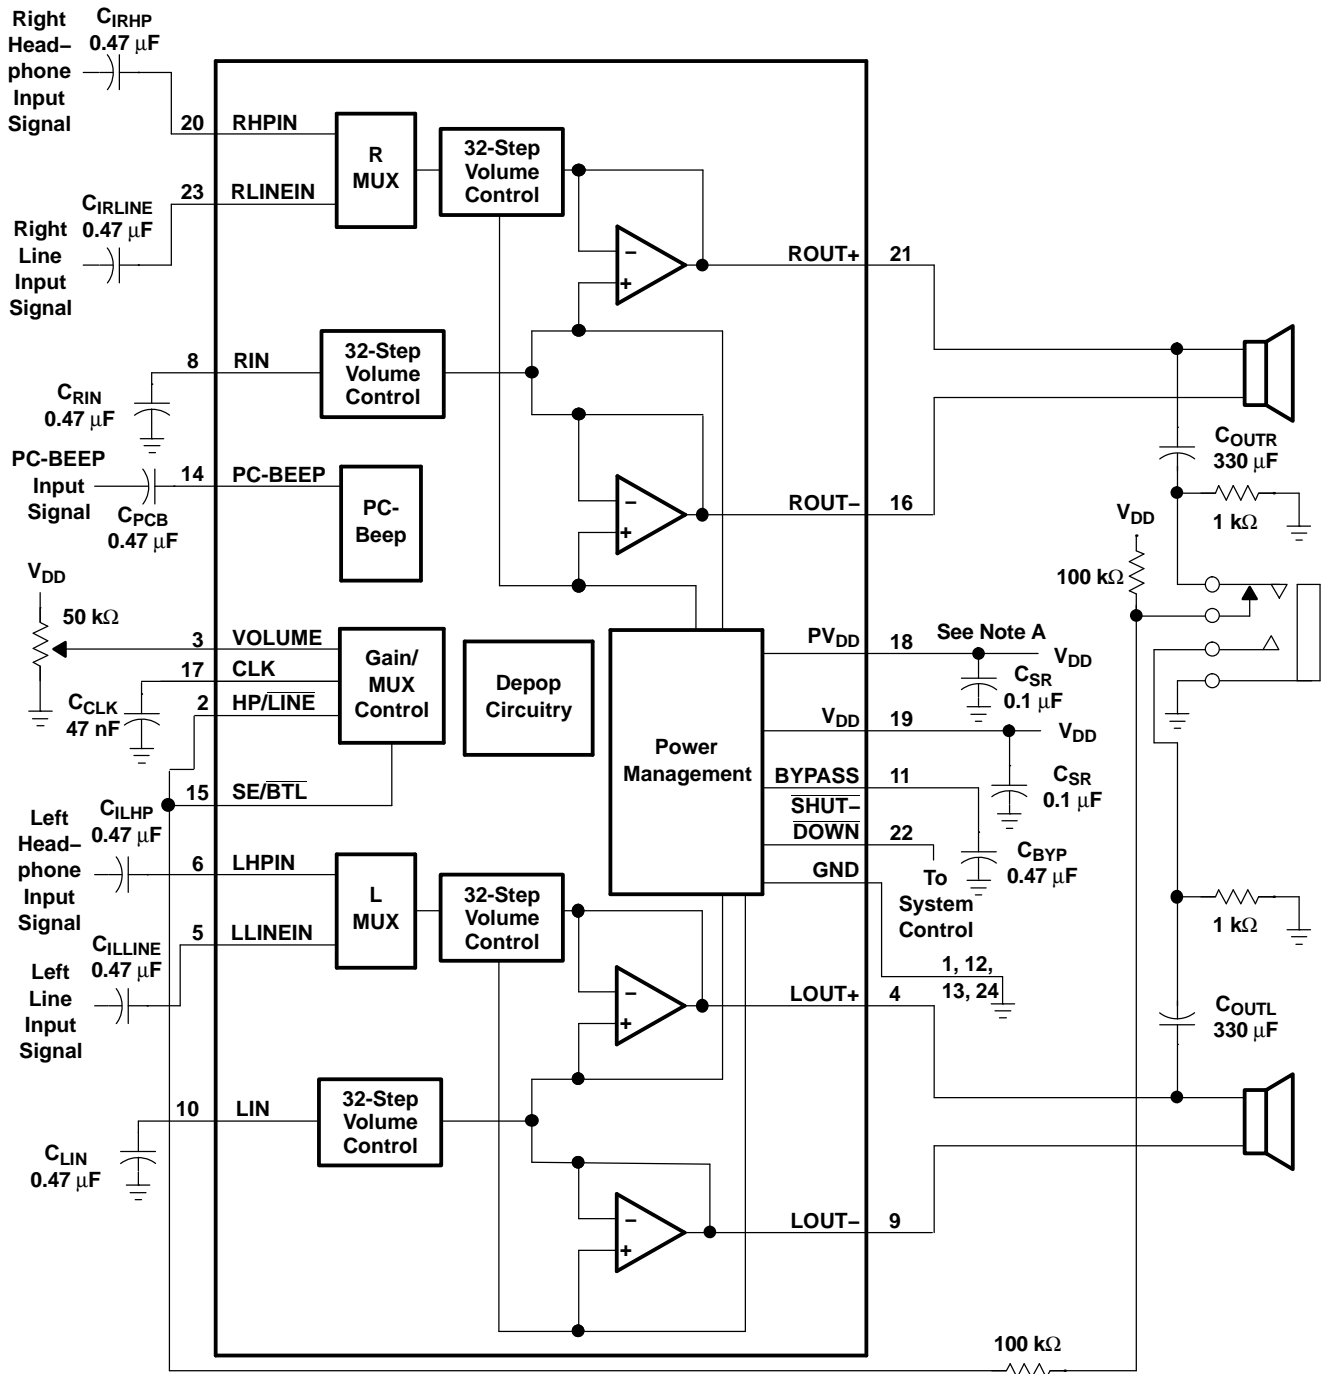 Right
Head–
phone
Input
Signal
CIRHP
0.47 µF
20
RHPIN
R
MUX
32-Step
Volume
Control
23
RLINEIN
CIRLINE
0.47 µF
Right
Line
Input
Signal
–
+
ROUT+
21
8
RIN
32-Step
Volume
Control
CRIN
0.47 µF
COUTR
330 µF
PC-BEEP
Input
Signal
14
PC-BEEP
PC-
Beep
CPCB
0.47 µF
–
+
ROUT–
16
VDD
1 kΩ
100 kΩ
VDD
50 kΩ
3
VOLUME
17
CLK
2
HP/LINE
Gain/
MUX
Control
Depop
Circuitry
CCLK
47 nF
15
SE/BTL
Power
Management
PVDD
18
See Note A
VDD
CSR
0.1 µF
VDD
19
VDD
CSR
0.1 µF
BYPASS
11
SHUT–
DOWN
22
CBYP
0.47 µF
GND
To
System
Control
1, 12,
13, 24
Left
Head–
phone
Input
Signal
CILHP
0.47 µF
6
LHPIN
L
MUX
32-Step
Volume
Control
5
LLINEIN
CILLINE
0.47 µF
Left
Line
Input
Signal
–
+
LOUT+
4
1 kΩ
COUTL
330 µF
10
LIN
32-Step
Volume
Control
CLIN
0.47 µF
–
+
LOUT–
9
100 kΩ